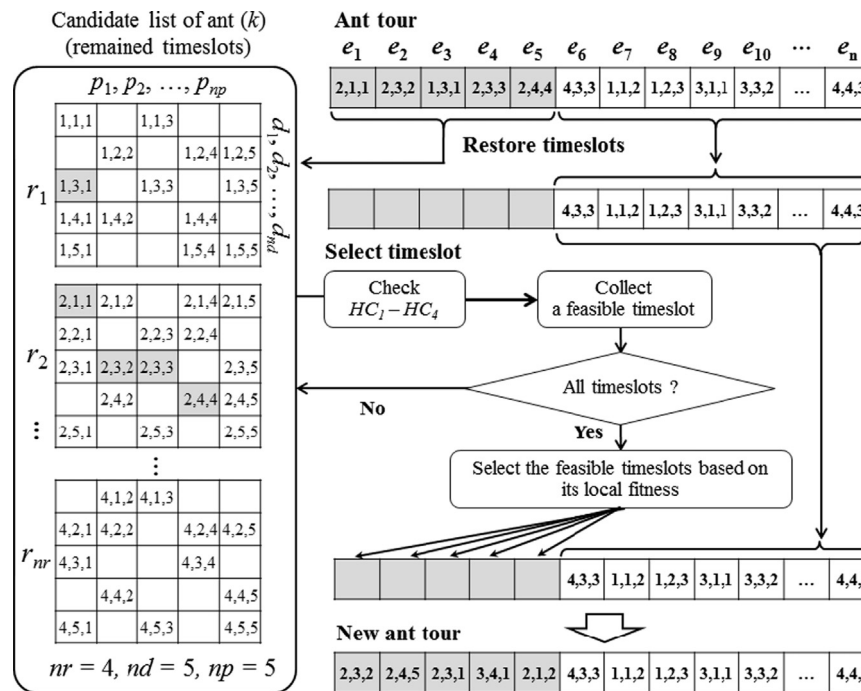 Candidate list of ant (k)
(remained timeslots)
p1, p2, …, pnp
d1, d2, …, dnd
r1
1,1,1 1,1,3
1,2,2 1,2,4 1,2,5
1,3,1 1,3,3 1,3,5
1,4,1 1,4,2 1,4,4
1,5,1 1,5,4 1,5,5
r2
2,1,1 2,1,2 2,1,4 2,1,5
2,2,1 2,2,3 2,2,4
2,3,1 2,3,2 2,3,3 2,3,5
2,4,2 2,4,4 2,4,5
2,5,1 2,5,3 2,5,5
⋮
⋮
rnr
4,1,2 4,1,3
4,2,1 4,2,2 4,2,4 4,2,5
4,3,1 4,3,4
4,4,2 4,4,5
4,5,1 4,5,3 4,5,5
nr = 4, nd = 5, np = 5
Ant tour
e1 e2 e3 e4 e5 e6 e7 e8 e9 e10 … en
2,1,1 2,3,2 1,3,1 2,3,3 2,4,4 4,3,3 1,1,2 1,2,3 3,1,1 3,3,2 … 4,4,3
Restore timeslots
4,3,3 1,1,2 1,2,3 3,1,1 3,3,2 … 4,4,3
Select timeslot
Check
HC1 – HC4
Collect
a feasible timeslot
All timeslots ?
No
Yes
Select the feasible timeslots based on
its local fitness
4,3,3 1,1,2 1,2,3 3,1,1 3,3,2 … 4,4,
New ant tour
2,3,2 2,4,5 2,3,1 3,4,1 2,1,2 4,3,3 1,1,2 1,2,3 3,1,1 3,3,2 … 4,4,